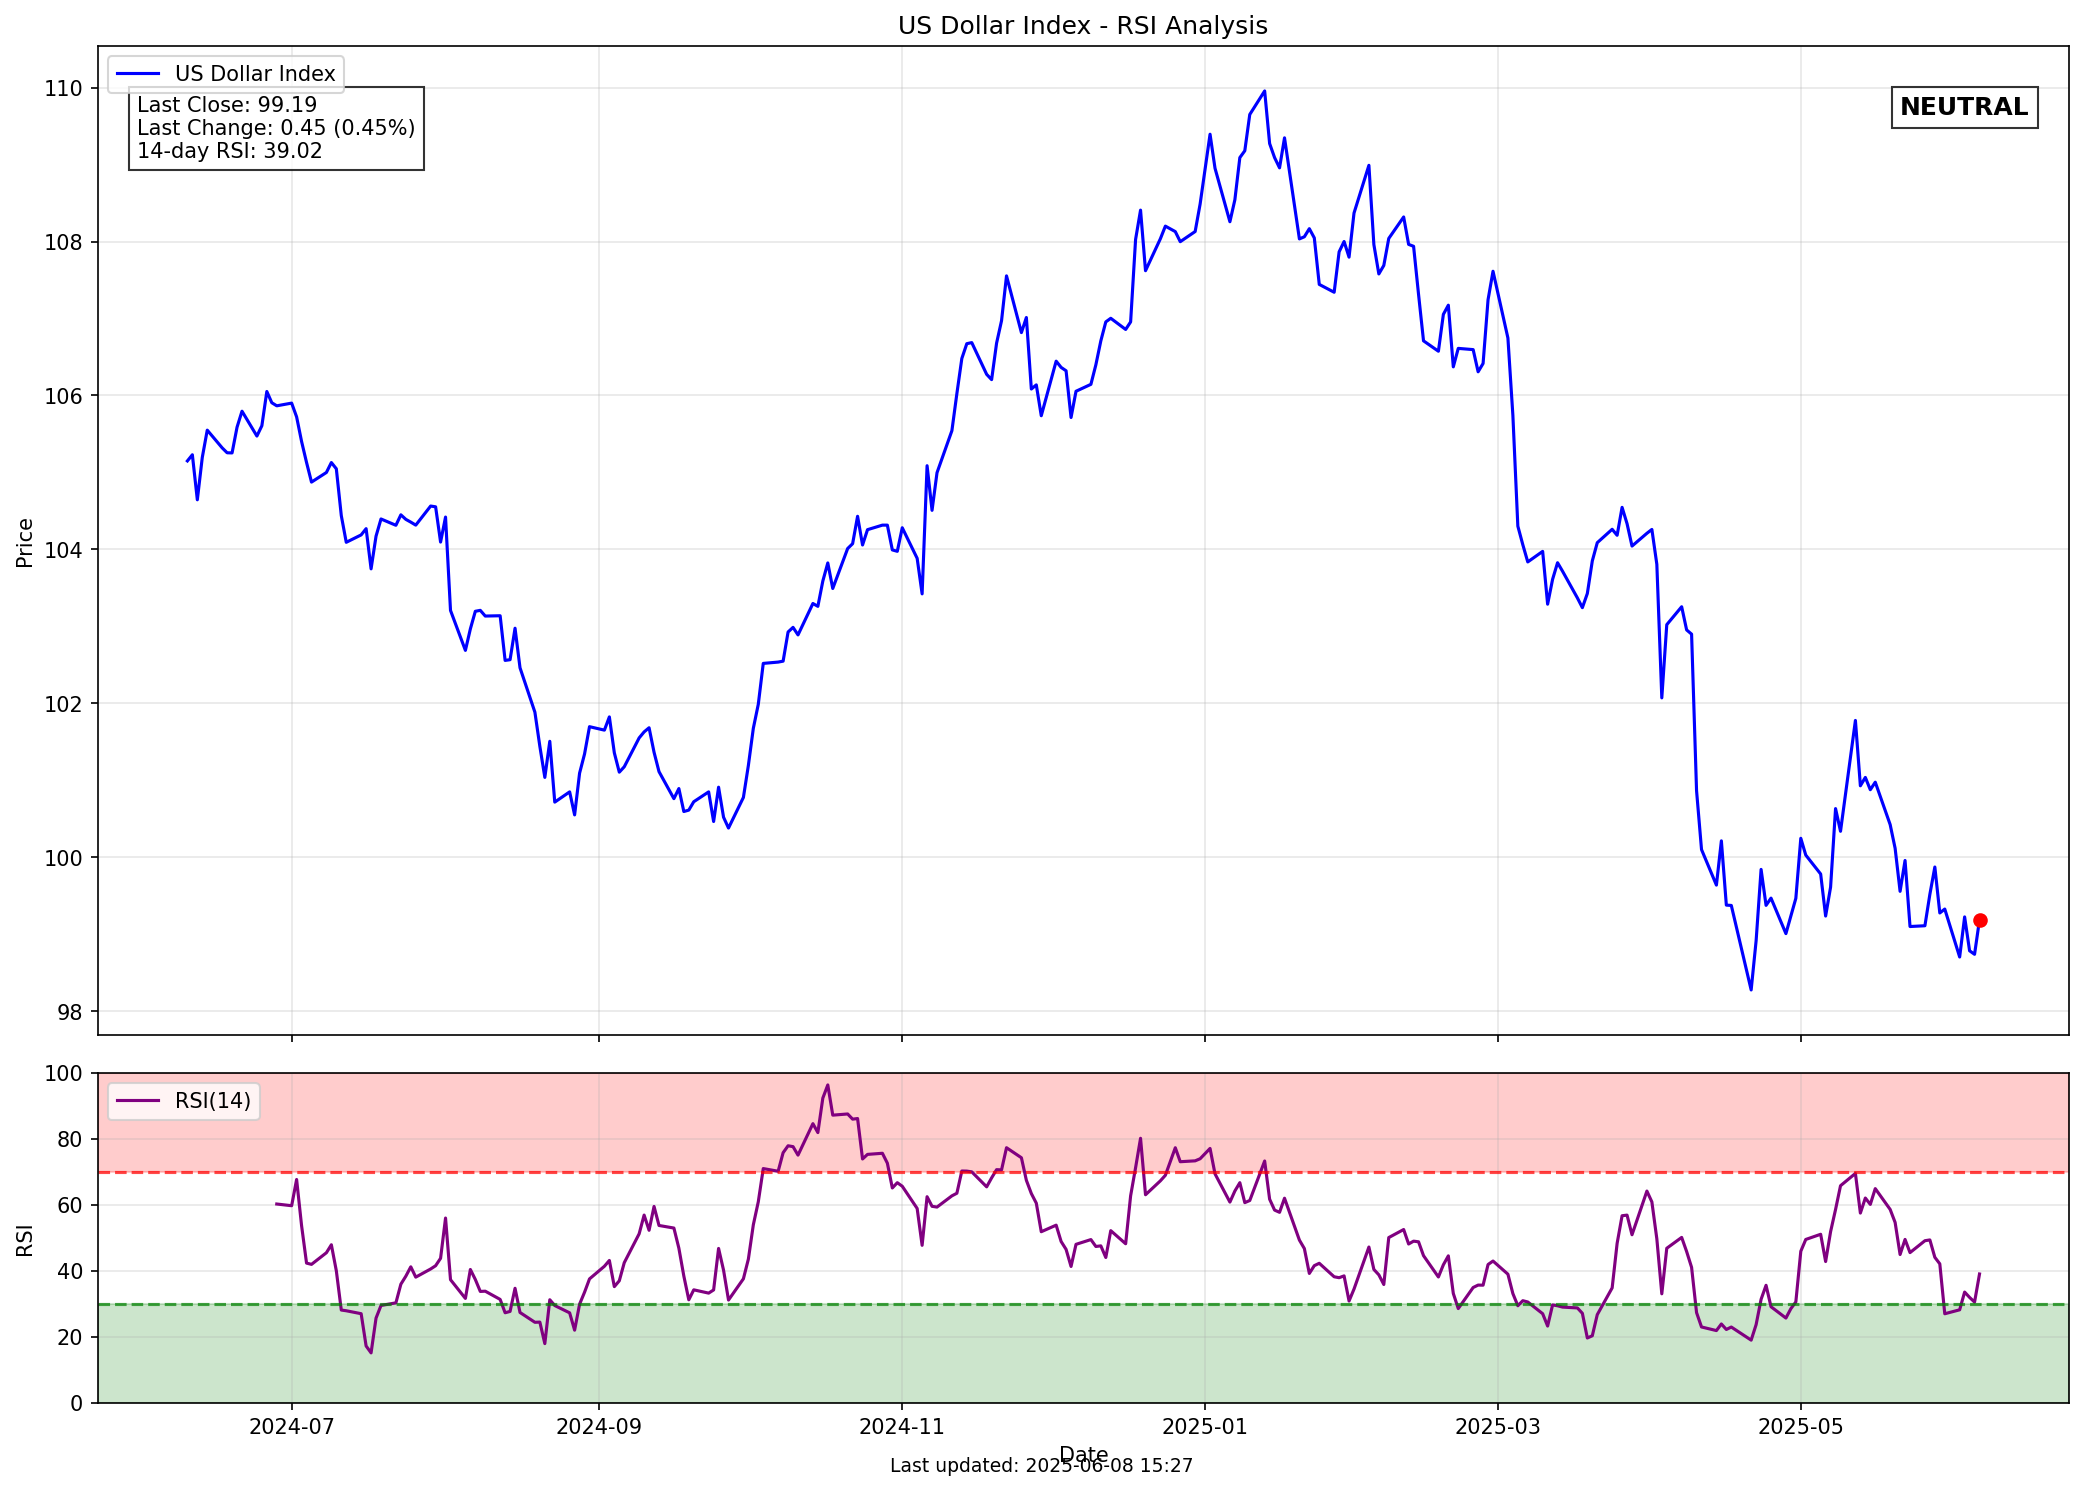 US Dollar Index - RSI Analysis
US Dollar Index
Last Close: 99.19
Last Change: 0.45 (0.45%)
14-day RSI: 39.02
NEUTRAL
Price
110
108
106
104
102
100
98
RSI(14)
RSI
100
80
60
40
20
0
2024-07
2024-09
2024-11
2025-01
2025-03
2025-05
Date
Last updated: 2025-06-08 15:27